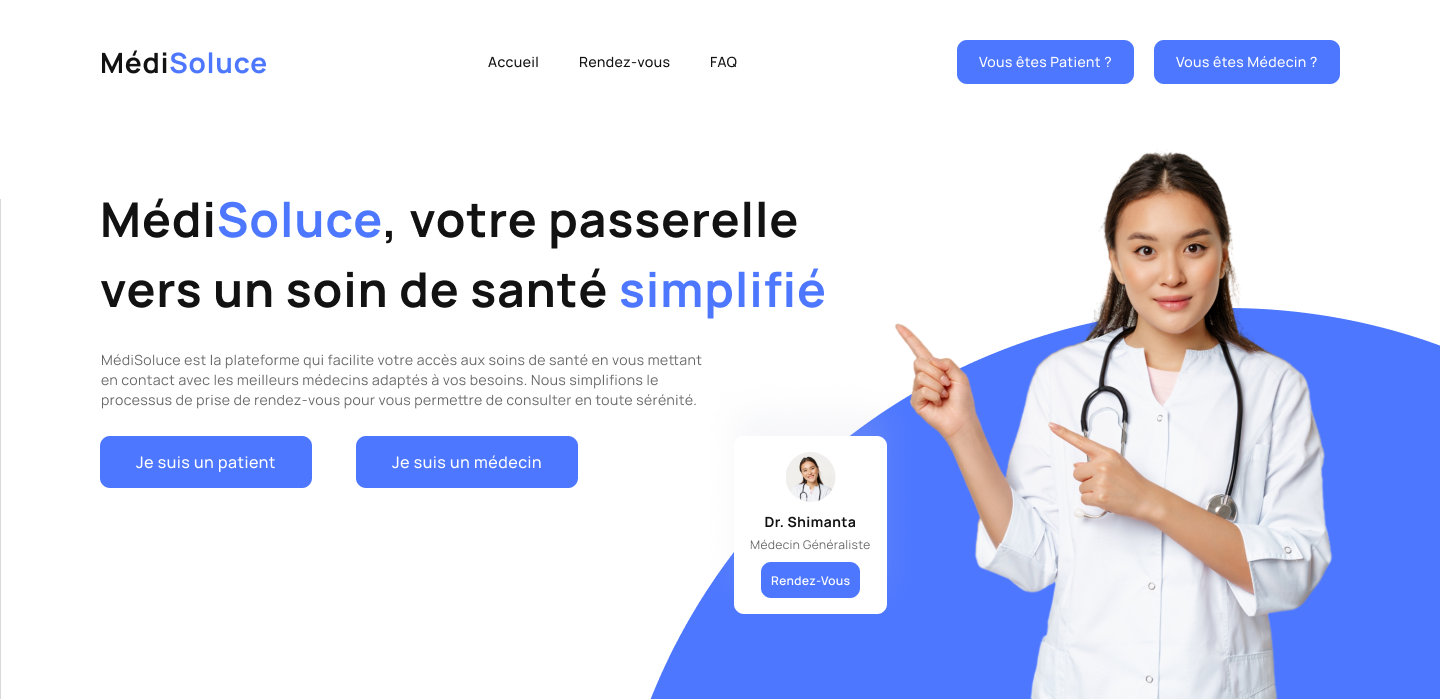 MédiSoluce
Accueil
Rendez-vous
FAQ
Vous êtes Patient ?
Vous êtes Médecin ?
MédiSoluce, votre passerelle
vers un soin de santé simplifié
MédiSoluce est la plateforme qui facilite votre accès aux soins de santé en vous mettant
en contact avec les meilleurs médecins adaptés à vos besoins. Nous simplifions le
processus de prise de rendez-vous pour vous permettre de consulter en toute sérénité.
Je suis un patient
Je suis un médecin
Dr. Shimanta
Médecin Généraliste
Rendez-Vous